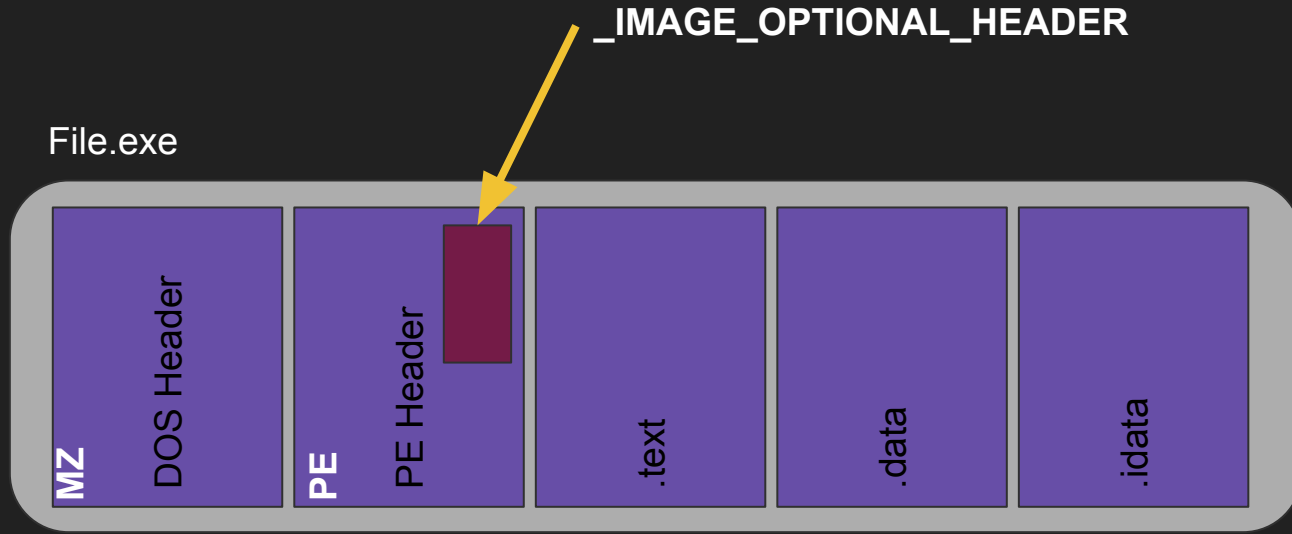 _IMAGE_OPTIONAL_HEADER
File.exe
MZ
DOS Header
PE
PE Header
.text
.data
.idata